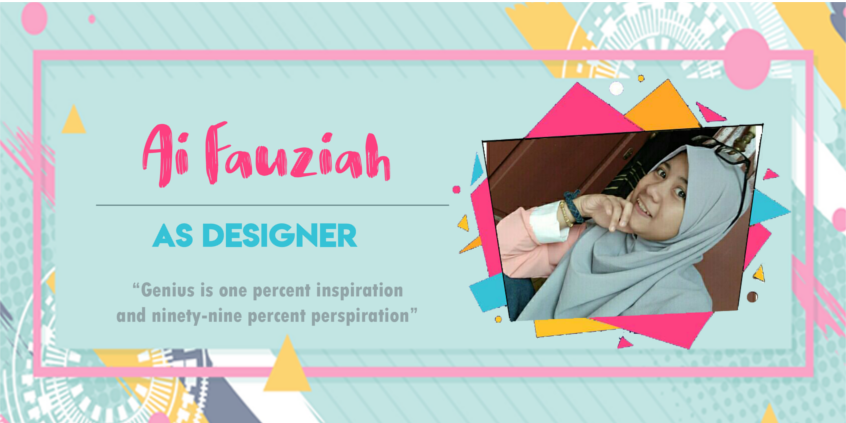 Ai Fauziah
AS DESIGNER
“Genius is one percent inspiration
and ninety-nine percent perspiration”